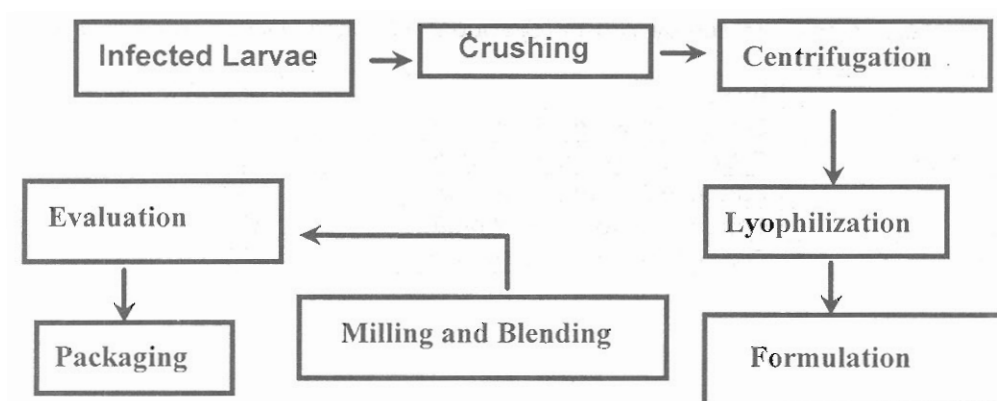 Infected Larvae
Crushing
Centrifugation
Lyophilization
Formulation
Milling and Blending
Evaluation
Packaging